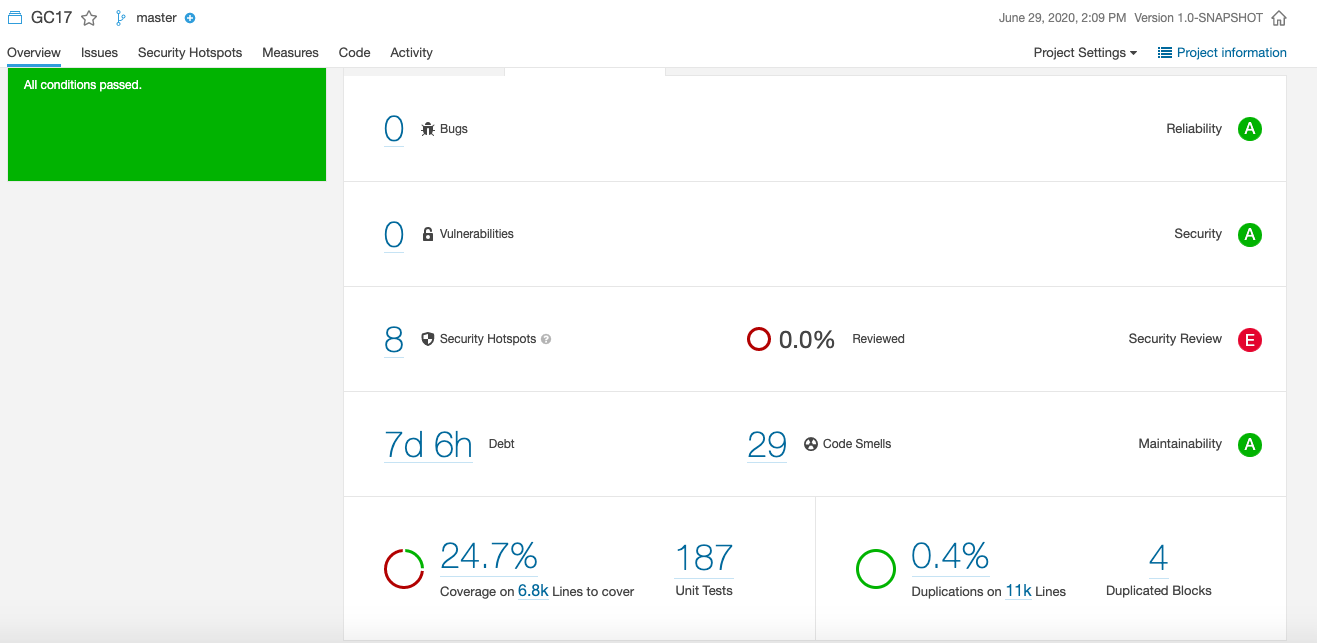 GC17 master June 29, 2020, 2:09 PM Version 1.0-SNAPSHOT
Overview Issues Security Hotspots Measures Code Activity Project Settings Project information
All conditions passed.
0 Bugs Reliability A
0 Vulnerabilities Security A
8 Security Hotspots ? 0.0% Reviewed Security Review E
7d 6h Debt 29 Code Smells Maintainability A
24.7% 187 0.4% 4
Coverage on 6.8k Lines to cover Unit Tests Duplications on 11k Lines Duplicated Blocks